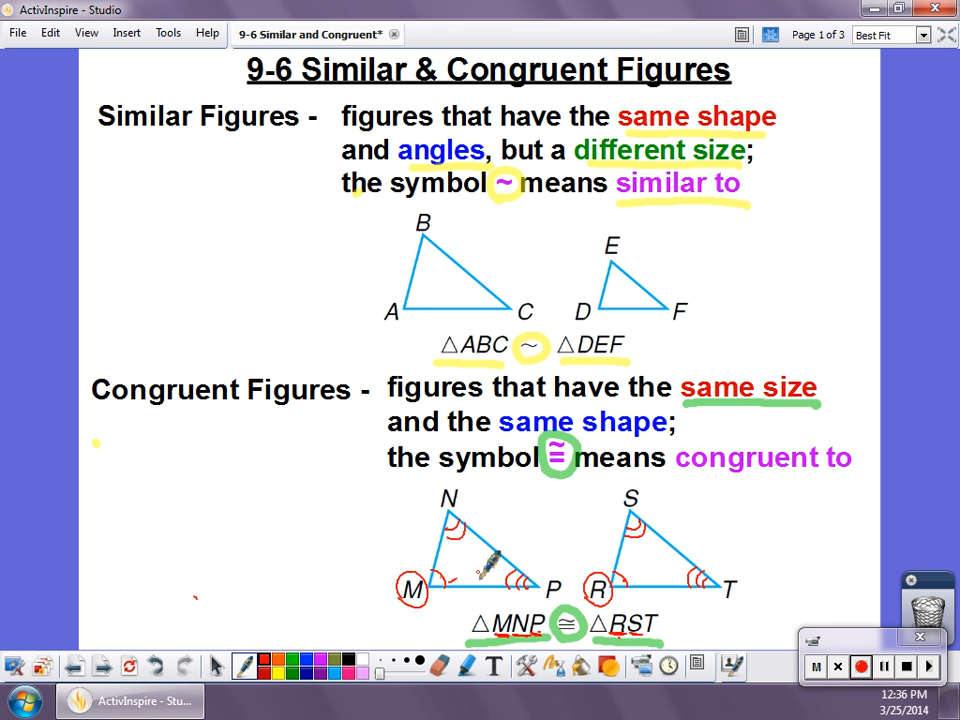 ActivInspire - Studio
File Edit View Insert Tools Help
9-6 Similar and Congruent*
Page 1 of 3
Best Fit
9-6 Similar & Congruent Figures
Similar Figures - figures that have the same shape
and angles, but a different size;
the symbol ~ means similar to
B
E
A
C
D
F
△ABC ~ △DEF
Congruent Figures - figures that have the same size
and the same shape;
the symbol ≅ means congruent to
N
S
M
P
R
T
△MNP ≅ △RST
T
M
ActivInspire - Stu...
12:36 PM
3/25/2014